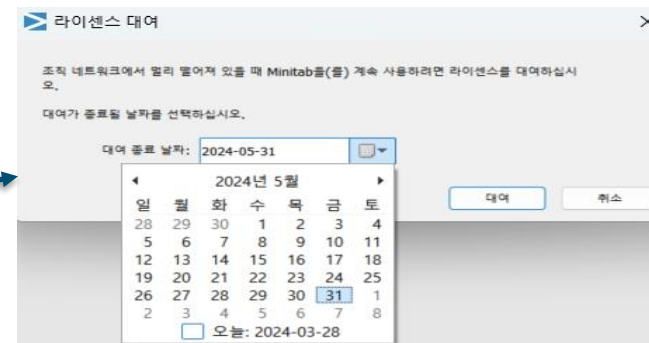 라이센스 대여
조직 네트워크에서 멀리 떨어져 있을 때 Minitab을(를) 계속 사용하려면 라이센스를 대여하십시
오.
대여가 종료될 날짜를 선택하십시오.
대여 종료 날짜: 2024-05-31
2024년 5월
일 월 화 수 목 금 토
28 29 30 1 2 3 4
5 6 7 8 9 10 11
12 13 14 15 16 17 18
19 20 21 22 23 24 25
26 27 28 29 30 31 1
2 3 4 5 6 7 8
오늘: 2024-03-28
대여 취소